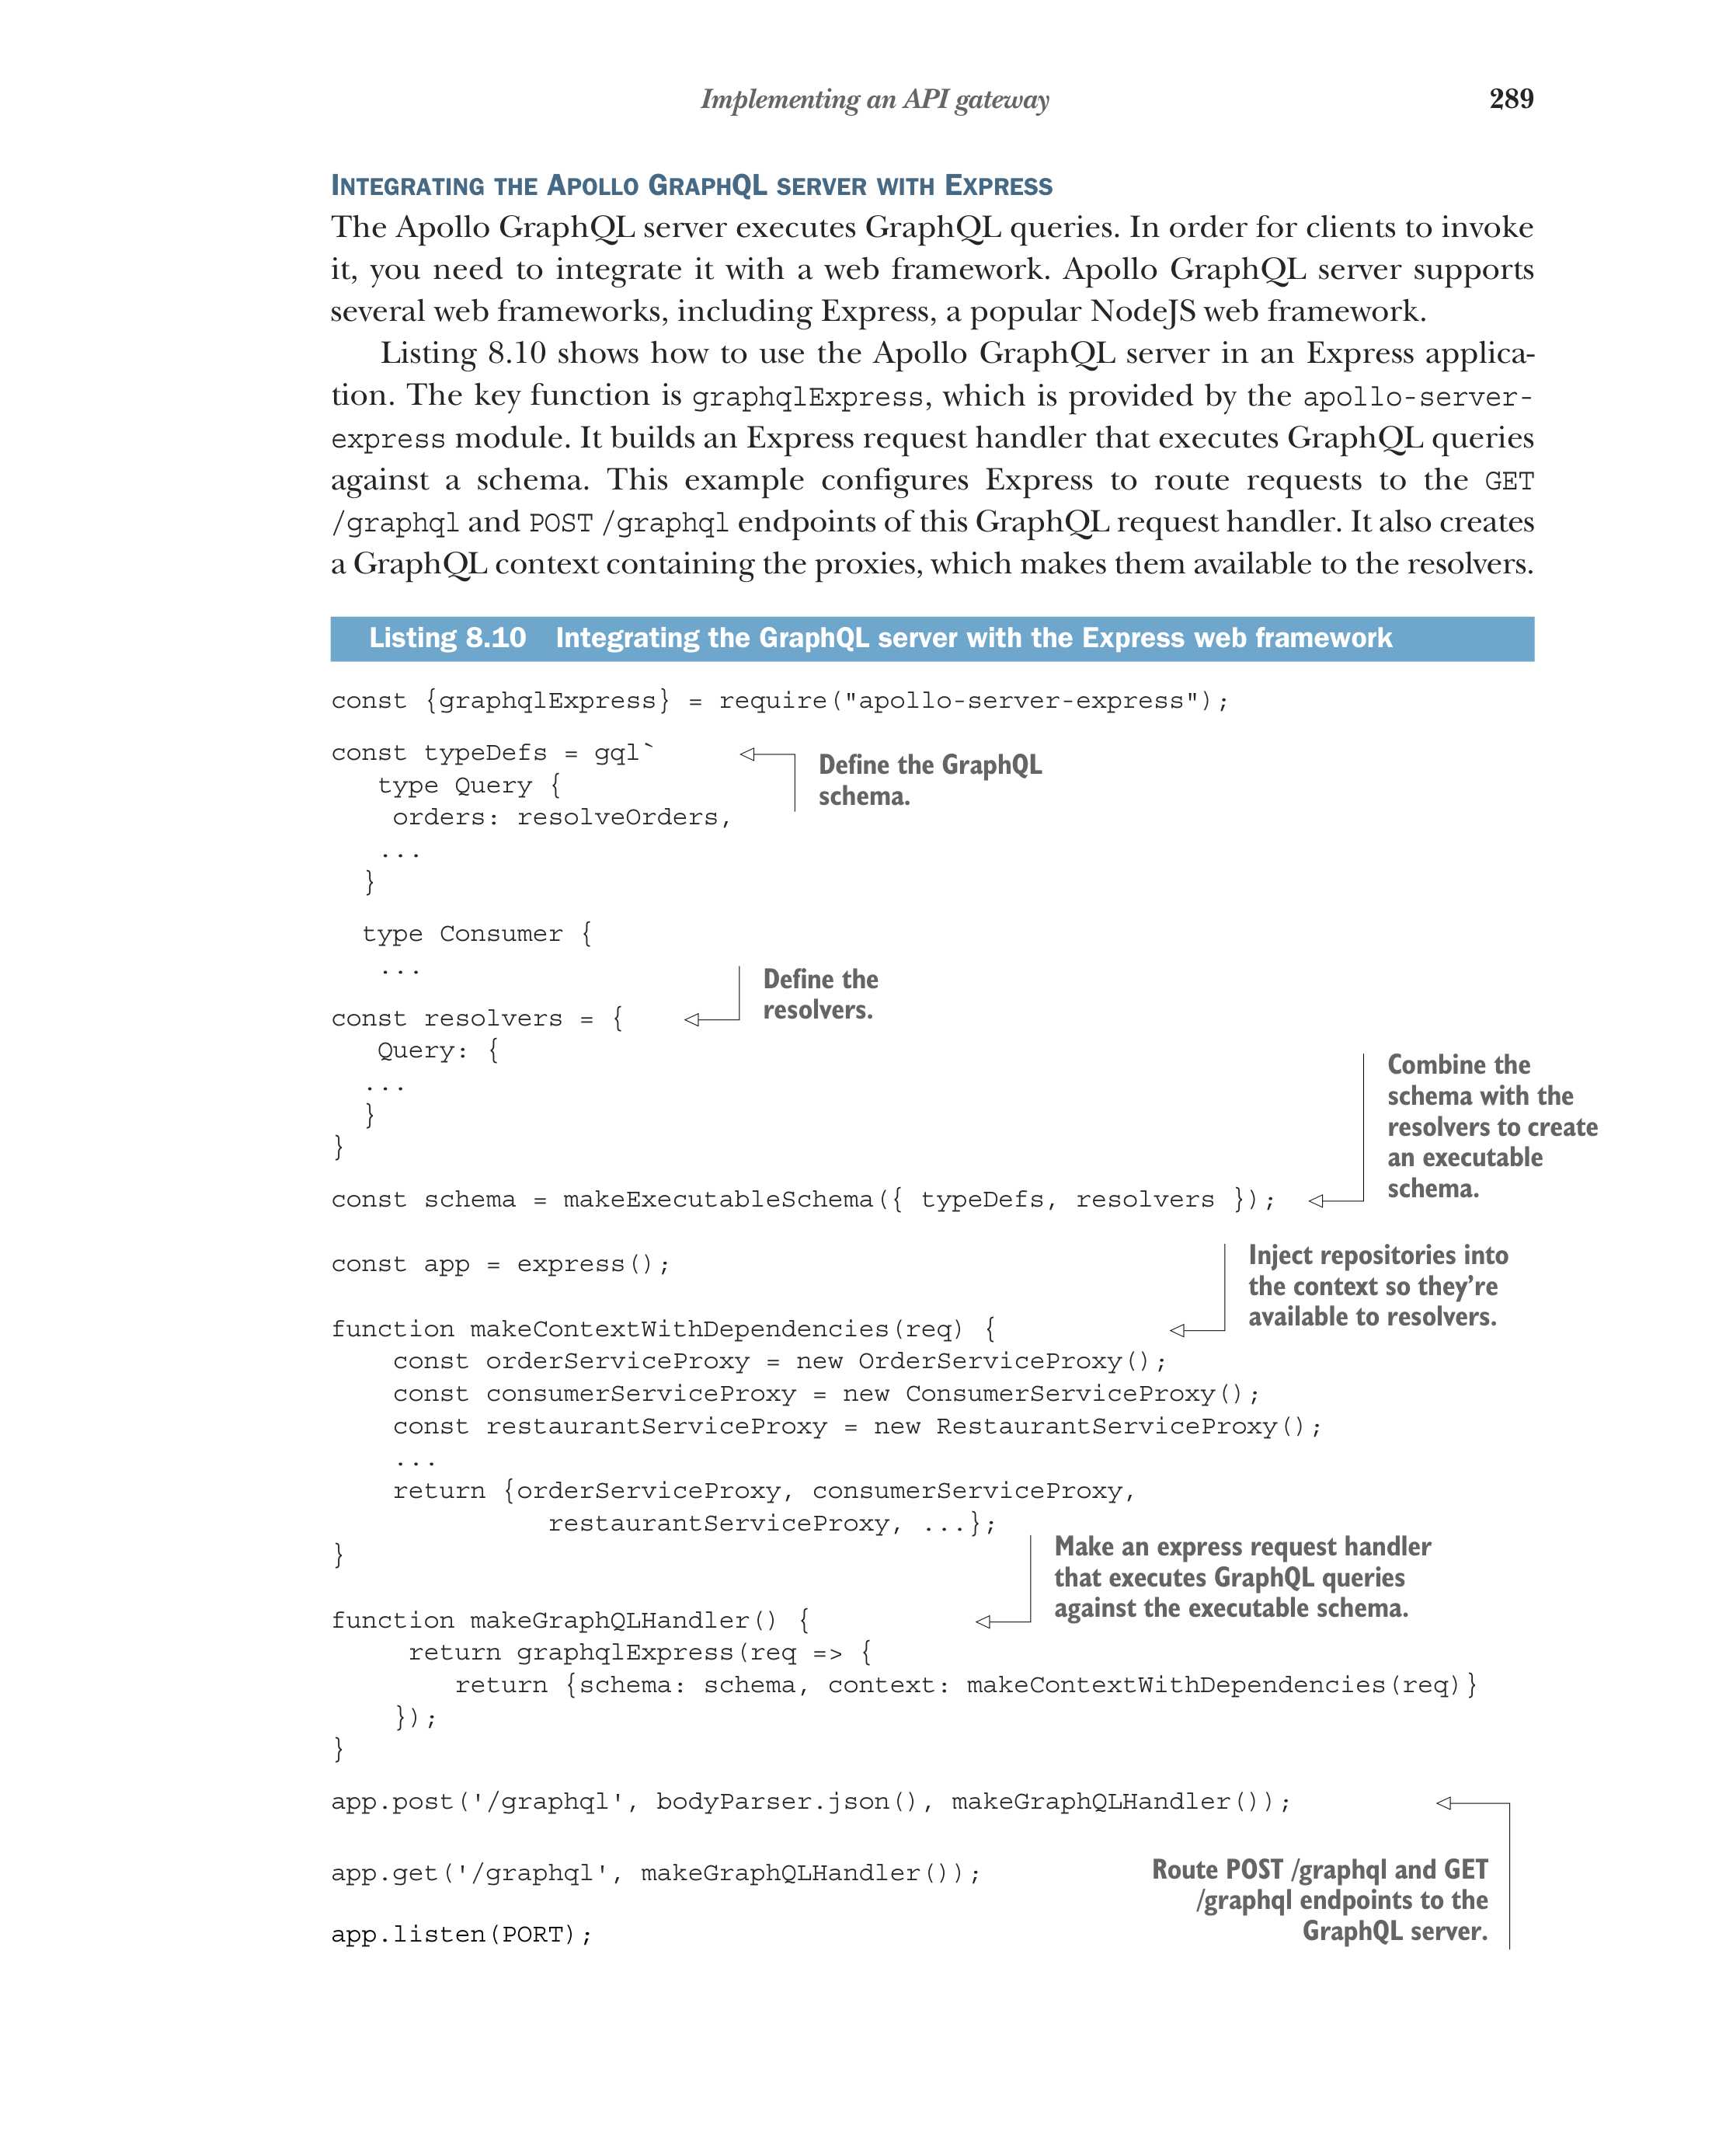 Implementing an API gateway 289
INTEGRATING THE APOLLO GRAPHQL SERVER WITH EXPRESS
The Apollo GraphQL server executes GraphQL queries. In order for clients to invoke
it, you need to integrate it with a web framework. Apollo GraphQL server supports
several web frameworks, including Express, a popular NodeJS web framework.
Listing 8.10 shows how to use the Apollo GraphQL server in an Express applica-
tion. The key function is graphqlExpress, which is provided by the apollo-server-
express module. It builds an Express request handler that executes GraphQL queries
against a schema. This example configures Express to route requests to the GET
/graphql and POST /graphql endpoints of this GraphQL request handler. It also creates
a GraphQL context containing the proxies, which makes them available to the resolvers.
Listing 8.10 Integrating the GraphQL server with the Express web framework
const {graphqlExpress} = require("apollo-server-express");
const typeDefs = gql`
Define the GraphQL
schema.
type Query {
orders: resolveOrders,
...
}
type Consumer {
...
Define the
resolvers.
const resolvers = {
Query: {
...
}
}
Combine the
schema with the
resolvers to create
an executable
schema.
const schema = makeExecutableSchema({ typeDefs, resolvers });
const app = express();
Inject repositories into
the context so they're
available to resolvers.
function makeContextWithDependencies(req) {
const orderServiceProxy = new OrderServiceProxy();
const consumerServiceProxy = new ConsumerServiceProxy();
const restaurantServiceProxy = new RestaurantServiceProxy();
...
return {orderServiceProxy, consumerServiceProxy,
restaurantServiceProxy, ...};
}
Make an express request handler
that executes GraphQL queries
against the executable schema.
function makeGraphQLHandler() {
return graphqlExpress(req => {
return {schema: schema, context: makeContextWithDependencies(req)}
});
}
app.post('/graphql', bodyParser.json(), makeGraphQLHandler());
app.get('/graphql', makeGraphQLHandler());
Route POST /graphql and GET
/graphql endpoints to the
GraphQL server.
app.listen(PORT);